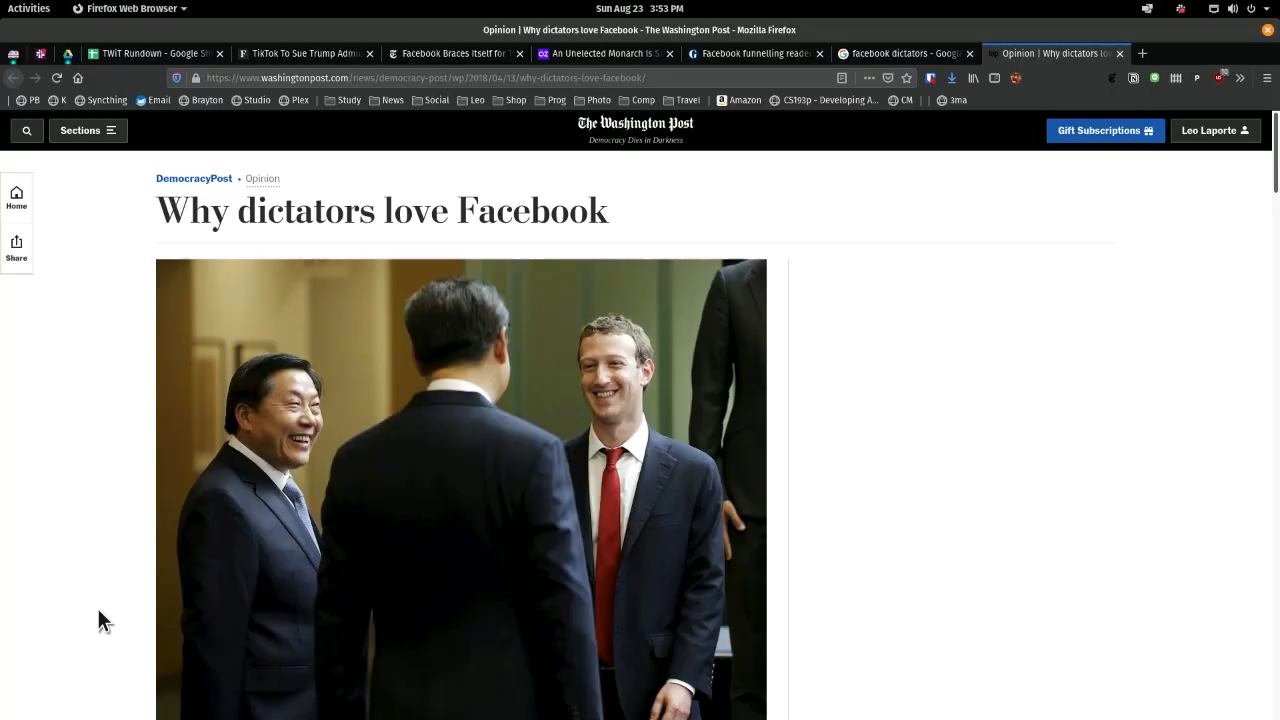 Activities Firefox Web Browser Sun Aug 23 3:53 PM
Opinion | Why dictators love Facebook - The Washington Post - Mozilla Firefox
TWiT Rundown - Google Sh TikTok To Sue Trump Admi Facebook Braces Itself for T An Unelected Monarch Is S Facebook funnelling reade facebook dictators - Google Opinion | Why dictators lo
https://www.washingtonpost.com/news/democracy-post/wp/2018/04/13/why-dictators-love-facebook/
PB K Syncthing Email Brayton Studio Plex Study News Social Leo Shop Prog Photo Comp Travel Amazon CS193p - Developing A... CM 3ma
Sections The Washington Post Gift Subscriptions Leo Laporte
Democracy Dies in Darkness
DemocracyPost • Opinion
Home
Why dictators love Facebook
Share